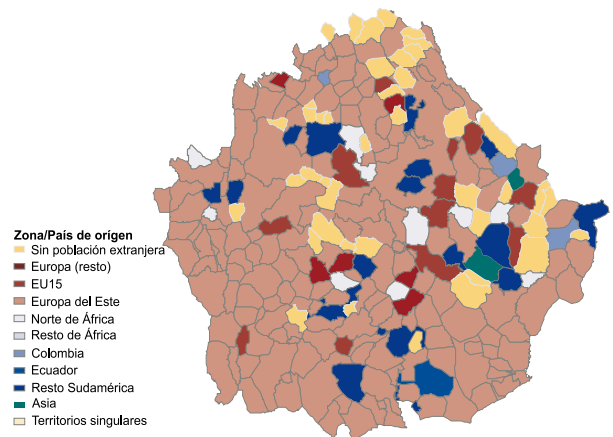 Zona/País de orígen
Sin población extranjera
Europa (resto)
EU15
Europa del Este
Norte de África
Resto de África
Colombia
Ecuador
Resto Sudamérica
Asia
Territorios singulares